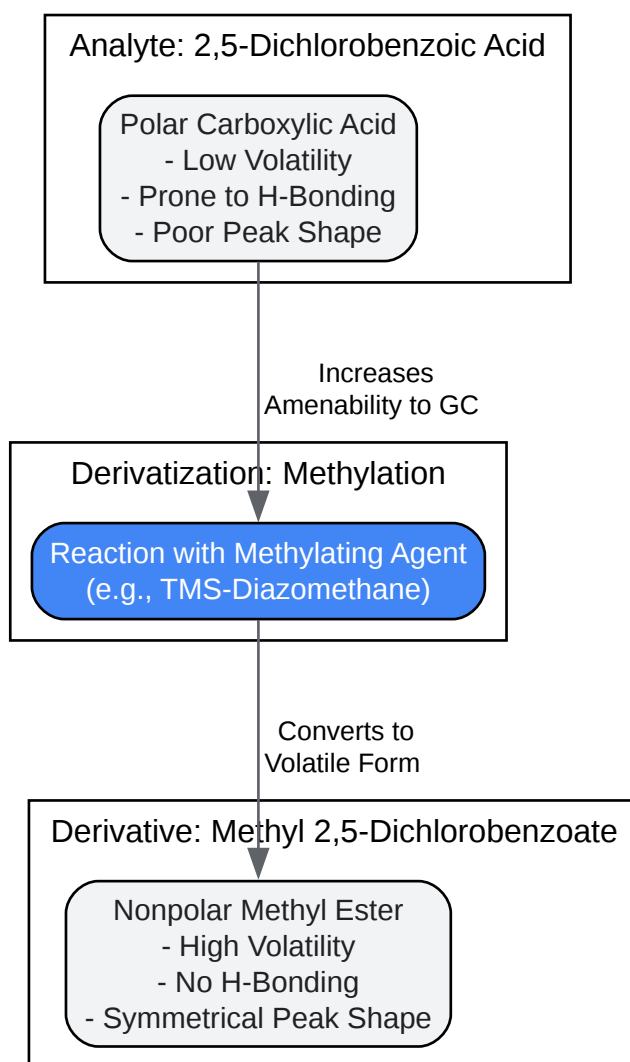 Analyte: 2,5-Dichlorobenzoic Acid
Polar Carboxylic Acid
- Low Volatility
- Prone to H-Bonding
- Poor Peak Shape
Increases
Amenability to GC
Derivatization: Methylation
Reaction with Methylating Agent
(e.g., TMS-Diazomethane)
Converts to
Volatile Form
Derivative: Methyl 2,5-Dichlorobenzoate
Nonpolar Methyl Ester
- High Volatility
- No H-Bonding
- Symmetrical Peak Shape